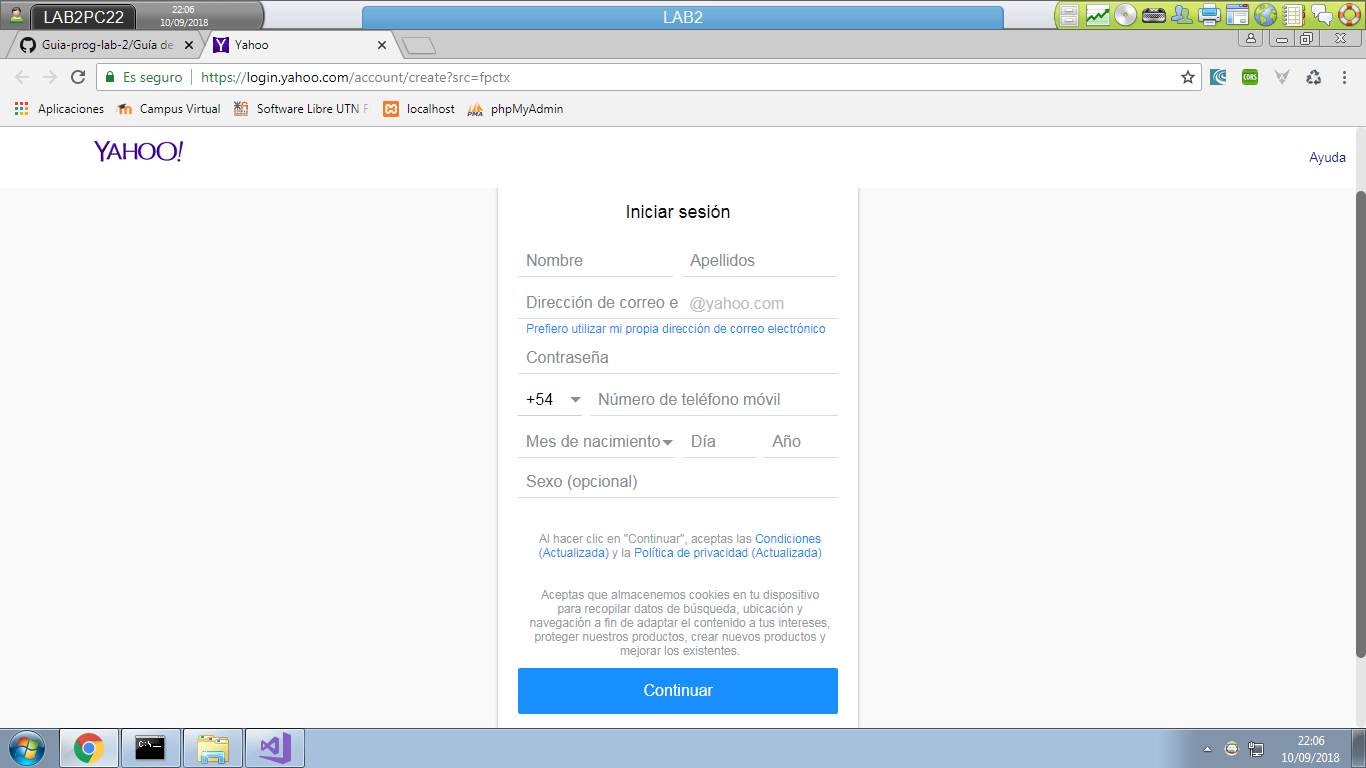 LAB2PC22
22:06
10/09/2018
LAB2
Guia-prog-lab-2/Guía de
Yahoo
Es seguro
https://login.yahoo.com/account/create?src=fpctx
CORS
Aplicaciones
Campus Virtual
Software Libre UTN F
localhost
PMA
phpMyAdmin
YAHOO!
Ayuda
Iniciar sesión
Nombre
Apellidos
Dirección de correo e
@yahoo.com
Prefiero utilizar mi propia dirección de correo electrónico
Contraseña
+54
Número de teléfono móvil
Mes de nacimiento
Día
Año
Sexo (opcional)
Al hacer clic en "Continuar", aceptas las Condiciones
(Actualizada) y la Política de privacidad (Actualizada)
Aceptas que almacenemos cookies en tu dispositivo
para recopilar datos de búsqueda, ubicación y
navegación a fin de adaptar el contenido a tus intereses,
proteger nuestros productos, crear nuevos productos y
mejorar los existentes.
Continuar
C:\
22:06
10/09/2018